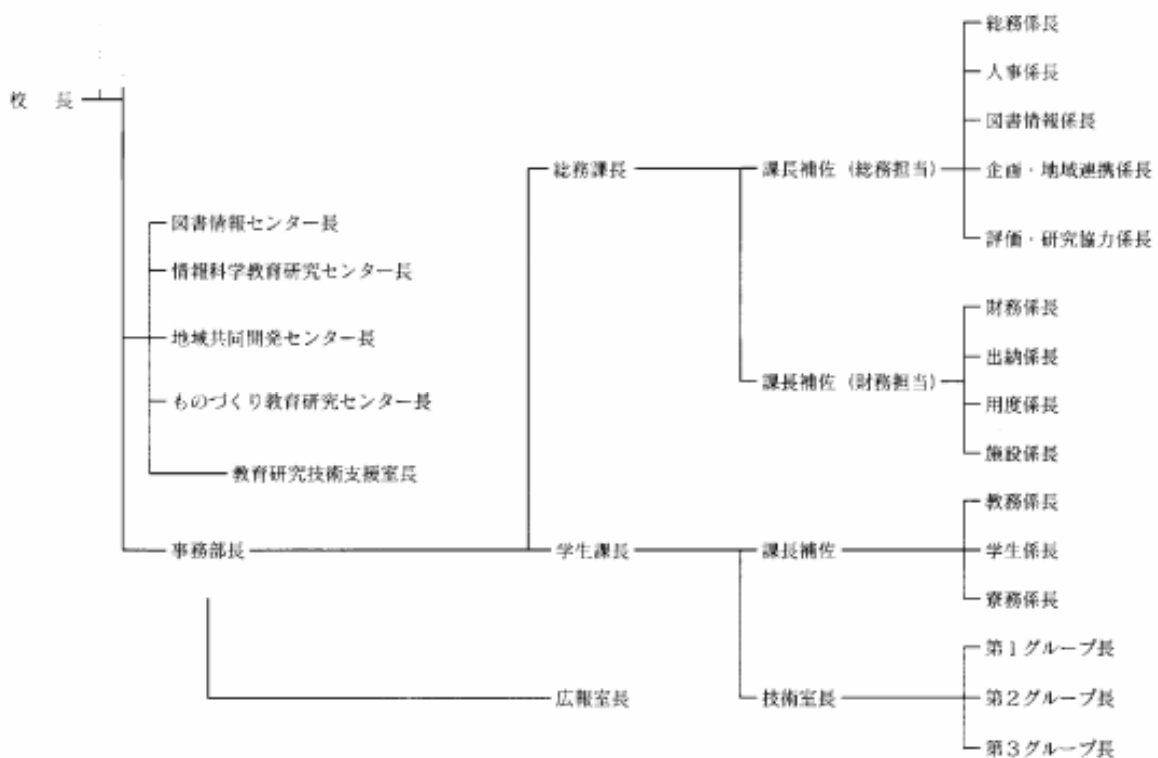 校　長
図書情報センター長
情報科学教育研究センター長
地域共同開発センター長
ものづくり教育研究センター長
教育研究技術支援室長
事務部長
総務課長
学生課長
広報室長
課長補佐（総務担当）
課長補佐（財務担当）
課長補佐
技術室長
総務係長
人事係長
図書情報係長
企画・地域連携係長
評価・研究協力係長
財務係長
出納係長
用度係長
施設係長
教務係長
学生係長
寮務係長
第１グループ長
第２グループ長
第３グループ長